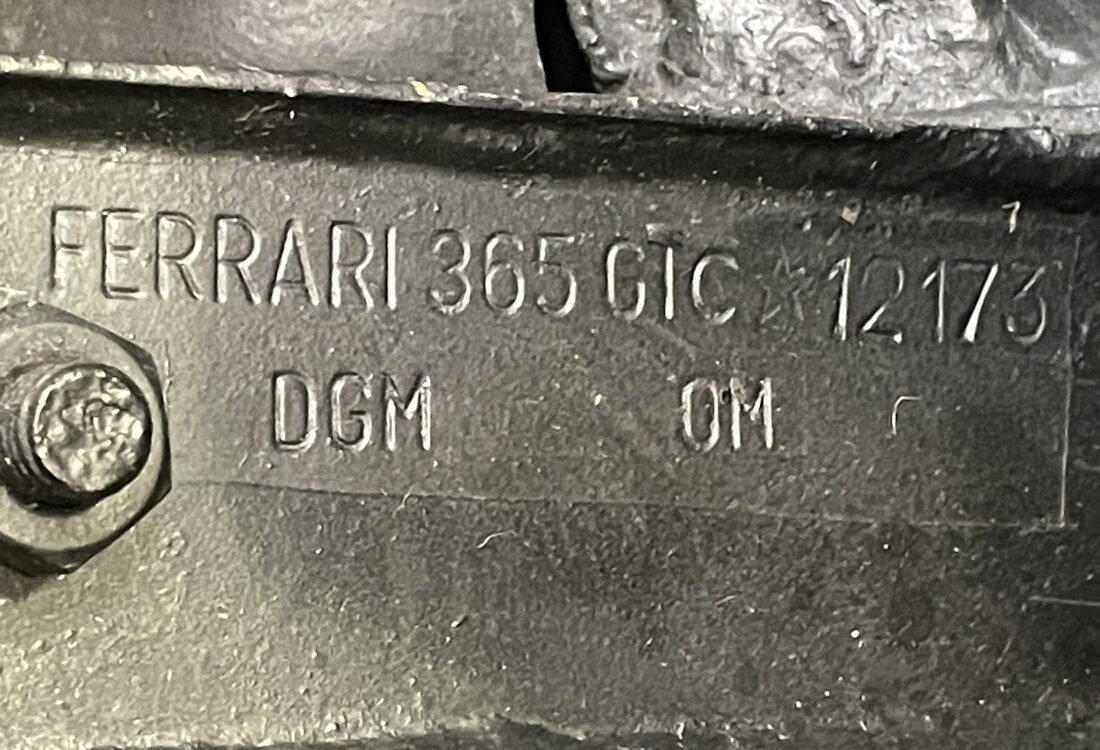 FERRARI 365 GTC ☆12173
DGM OM